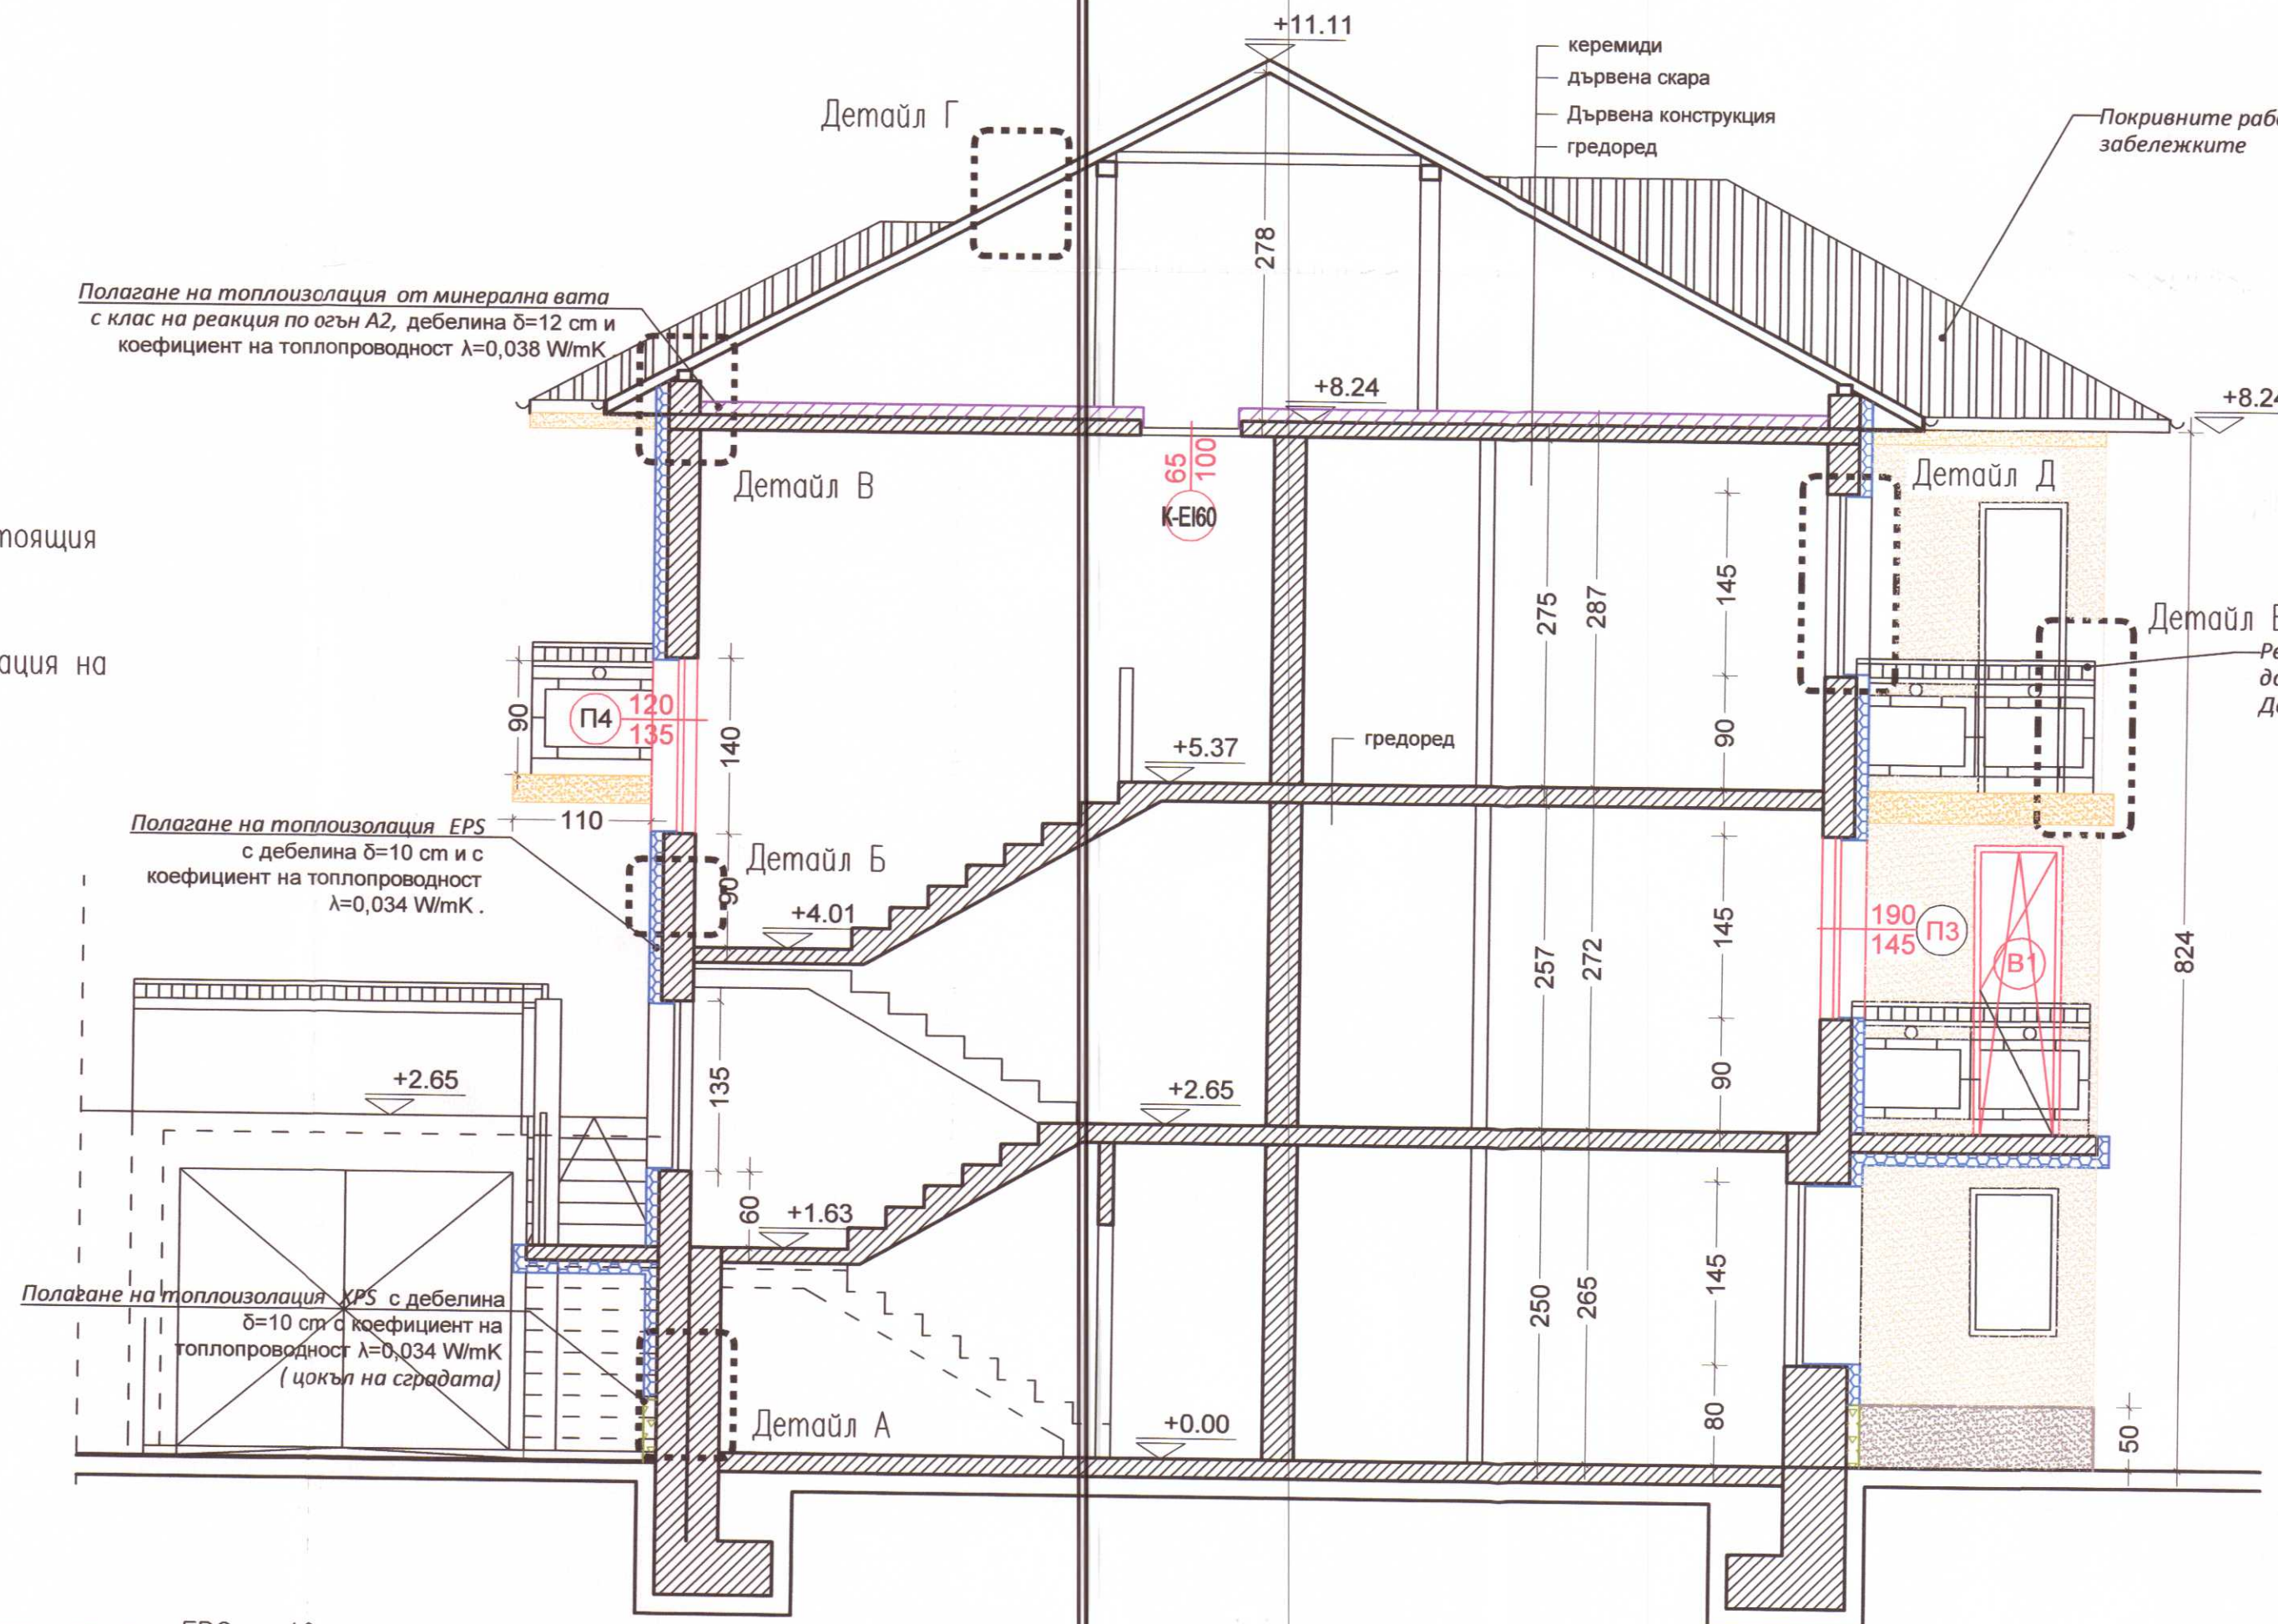 +11.11
керемиди
дървена скара
Дървена конструкция
гредоред
Детайл Г
Покривните
забележките
278
Полагане на топлоизолация от минерална вата
с клас на реакция по огън А2, дебелина δ=12 cm и
коефициент на топлопроводност λ=0,038 W/mK
+8.24
+8.24
65
100
K-EI60
Детайл В
Детайл Д
145
275
287
на
Детайл
90
П4
120
135
140
+5.37
гредоред
90
110
Полагане на топлоизолация EPS
с дебелина δ=10 cm и с
коефициент на топлопроводност
λ=0,034 W/mK .
Детайл Б
90
+4.01
190
145
П3
В1
145
257
272
824
+2.65
135
+2.65
90
60
+1.63
145
250
265
Полагане на топлоизолация XPS с дебелина
δ=10 cm с коефициент на
топлопроводност λ=0,034 W/mK
( цокъл на сградата)
Детайл А
+0.00
80
50